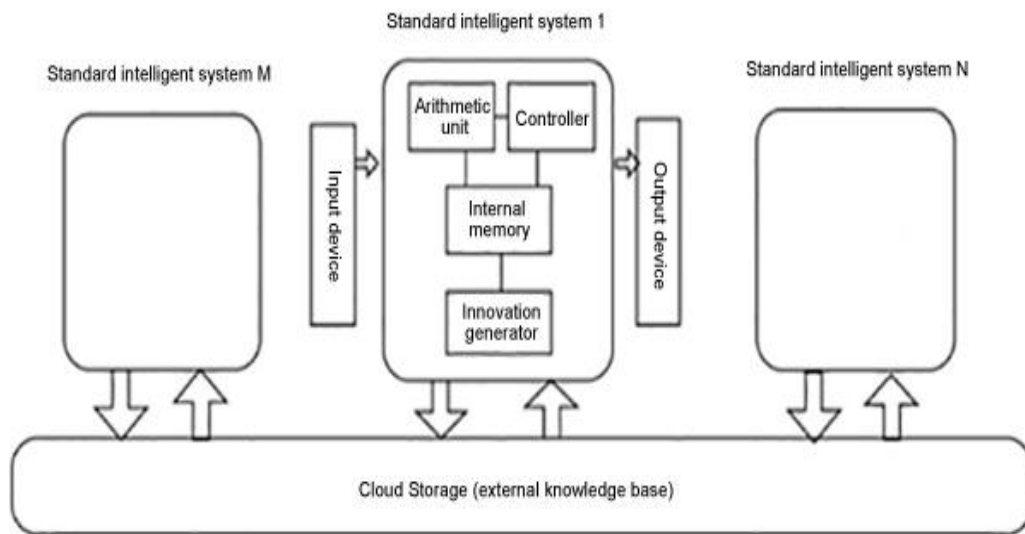 Standard intelligent system 1
Standard intelligent system M
Standard intelligent system N
Arithmetic
unit
Controller
Input device
Output device
Internal
memory
Innovation
generator
Cloud Storage (external knowledge base)